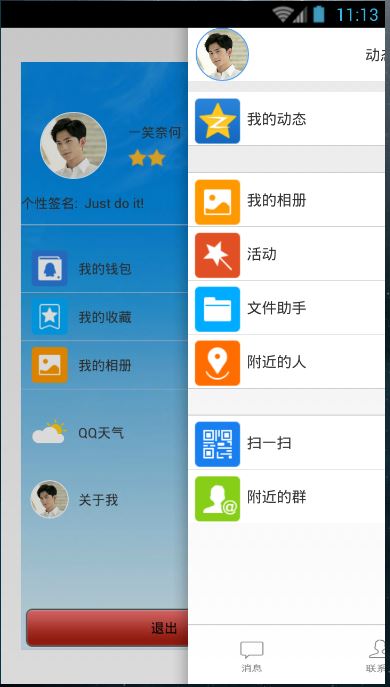 11:13
一笑奈何
个性签名: Just do it!
我的钱包
我的收藏
我的相册
QQ天气
关于我
退出
动态
我的动态
我的相册
活动
文件助手
附近的人
扫一扫
附近的群
消息
联系